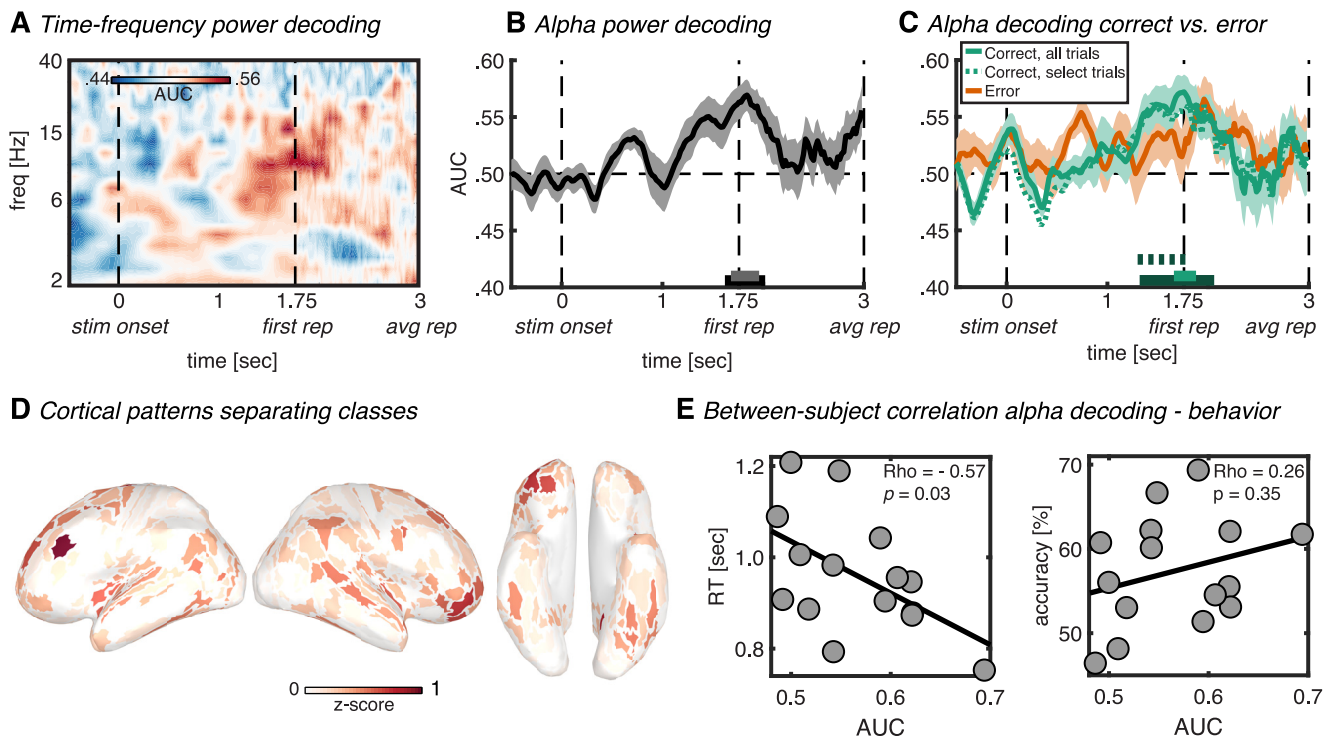 A Time-frequency power decoding
40
15
6
2
freq [Hz]
.44 .56
AUC
0 1 1.75 3
stim onset first rep avg rep
time [sec]
B Alpha power decoding
.60
.55
.50
.45
.40
AUC
0 1 1.75 3
stim onset first rep avg rep
time [sec]
C Alpha decoding correct vs. error
Correct, all trials
Correct, select trials
Error
.60
.55
.50
.45
.40
0 1 1.75 3
stim onset first rep avg rep
time [sec]
D Cortical patterns separating classes
0 1
z-score
E Between-subject correlation alpha decoding - behavior
1.2
1.0
0.8
RT [sec]
Rho = - 0.57
p = 0.03
0.5 0.6 0.7
AUC
70
60
50
accuracy [%]
Rho = 0.26
p = 0.35
0.5 0.6 0.7
AUC